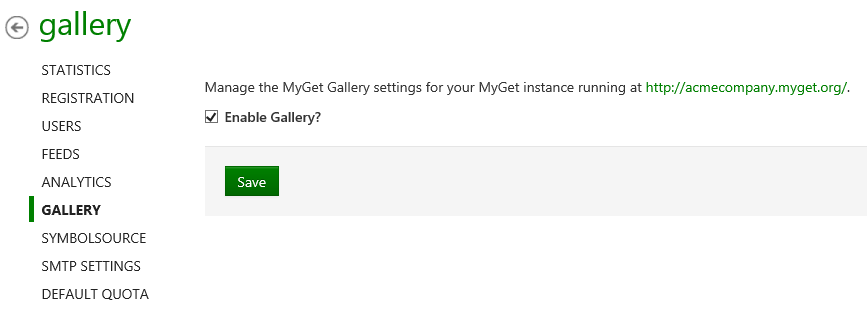 gallery
STATISTICS
REGISTRATION
USERS
FEEDS
ANALYTICS
GALLERY
SYMBOLSOURCE
SMTP SETTINGS
DEFAULT QUOTA
Manage the MyGet Gallery settings for your MyGet instance running at http://acmecompany.myget.org/.
Enable Gallery?
Save